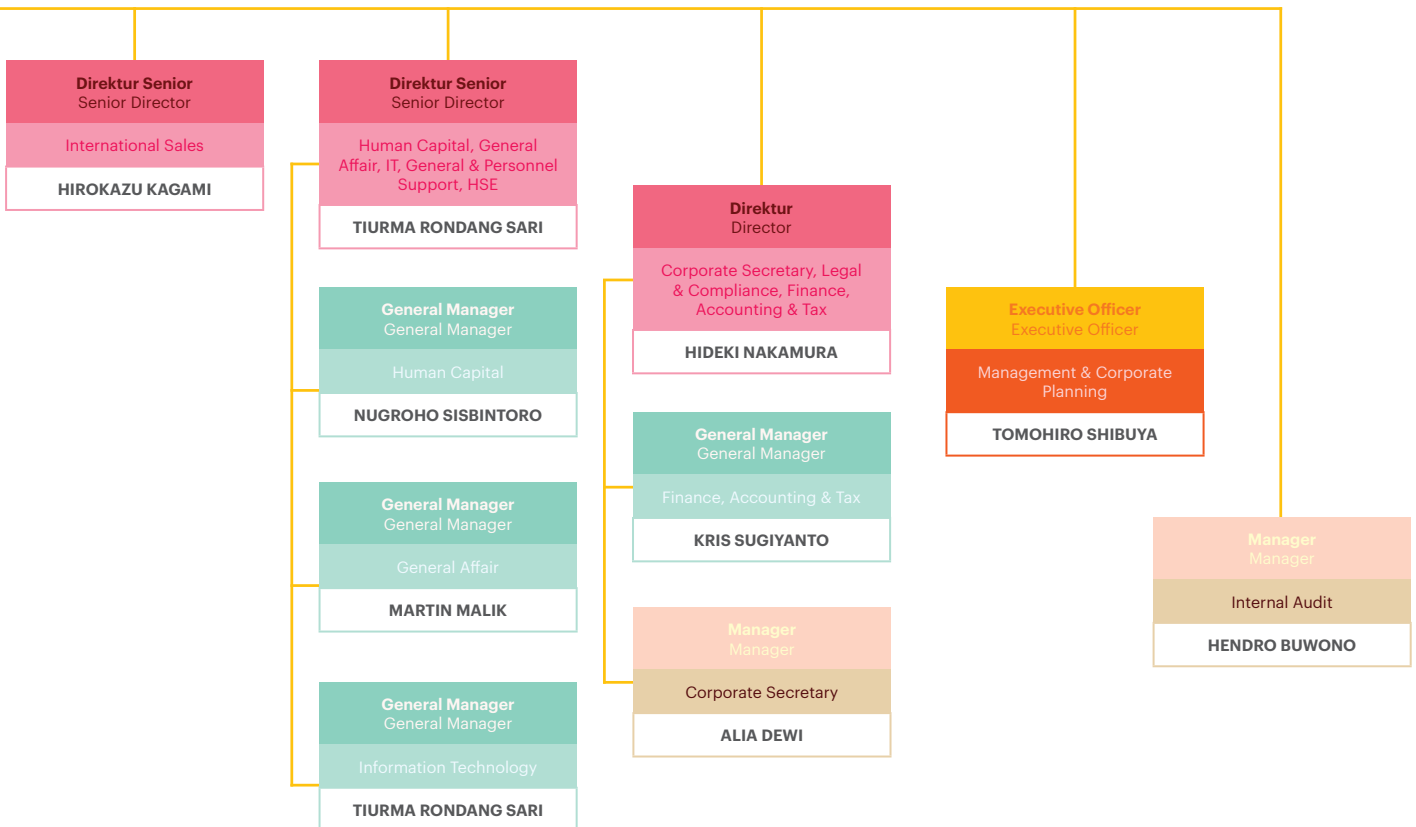 Direktur Senior
Senior Director
International Sales
HIROKAZU KAGAMI
Direktur Senior
Senior Director
Human Capital, General
Affair, IT, General & Personnel
Support, HSE
TIURMA RONDANG SARI
General Manager
General Manager
Human Capital
NUGROHO SISBINTORO
General Manager
General Manager
General Affair
MARTIN MALIK
General Manager
General Manager
Information Technology
TIURMA RONDANG SARI
Direktur
Director
Corporate Secretary, Legal
& Compliance, Finance,
Accounting & Tax
HIDEKI NAKAMURA
General Manager
General Manager
Finance, Accounting & Tax
KRIS SUGIYANTO
Manager
Manager
Corporate Secretary
ALIA DEWI
Executive Officer
Executive Officer
Management & Corporate
Planning
TOMOHIRO SHIBUYA
Manager
Manager
Internal Audit
HENDRO BUWONO